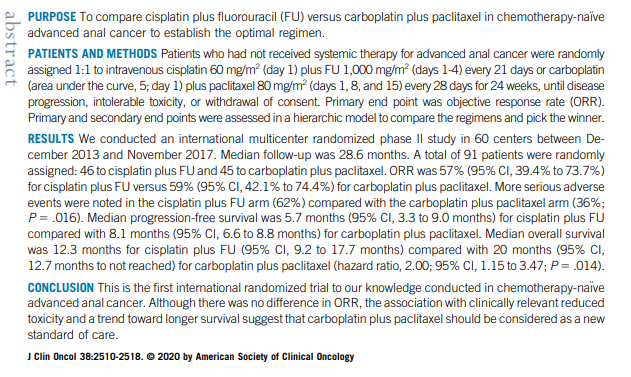 abstract
PURPOSE To compare cisplatin plus fluorouracil (FU) versus carboplatin plus paclitaxel in chemotherapy-naïve
advanced anal cancer to establish the optimal regimen.
PATIENTS AND METHODS Patients who had not received systemic therapy for advanced anal cancer were randomly
assigned 1:1 to intravenous cisplatin 60 mg/m² (day 1) plus FU 1,000 mg/m² (days 1-4) every 21 days or carboplatin
(area under the curve, 5; day 1) plus paclitaxel 80 mg/m² (days 1, 8, and 15) every 28 days for 24 weeks, until disease
progression, intolerable toxicity, or withdrawal of consent. Primary end point was objective response rate (ORR).
Primary and secondary end points were assessed in a hierarchic model to compare the regimens and pick the winner.
RESULTS We conducted an international multicenter randomized phase II study in 60 centers between De-
cember 2013 and November 2017. Median follow-up was 28.6 months. A total of 91 patients were randomly
assigned: 46 to cisplatin plus FU and 45 to carboplatin plus paclitaxel. ORR was 57% (95% CI, 39.4% to 73.7%)
for cisplatin plus FU versus 59% (95% CI, 42.1% to 74.4%) for carboplatin plus paclitaxel. More serious adverse
events were noted in the cisplatin plus FU arm (62%) compared with the carboplatin plus paclitaxel arm (36%;
P = .016). Median progression-free survival was 5.7 months (95% CI, 3.3 to 9.0 months) for cisplatin plus FU
compared with 8.1 months (95% CI, 6.6 to 8.8 months) for carboplatin plus paclitaxel. Median overall survival
was 12.3 months for cisplatin plus FU (95% CI, 9.2 to 17.7 months) compared with 20 months (95% CI,
12.7 months to not reached) for carboplatin plus paclitaxel (hazard ratio, 2.00; 95% CI, 1.15 to 3.47; P = .014).
CONCLUSION This is the first international randomized trial to our knowledge conducted in chemotherapy-naïve
advanced anal cancer. Although there was no difference in ORR, the association with clinically relevant reduced
toxicity and a trend toward longer survival suggest that carboplatin plus paclitaxel should be considered as a new
standard of care.
J Clin Oncol 38:2510-2518. © 2020 by American Society of Clinical Oncology